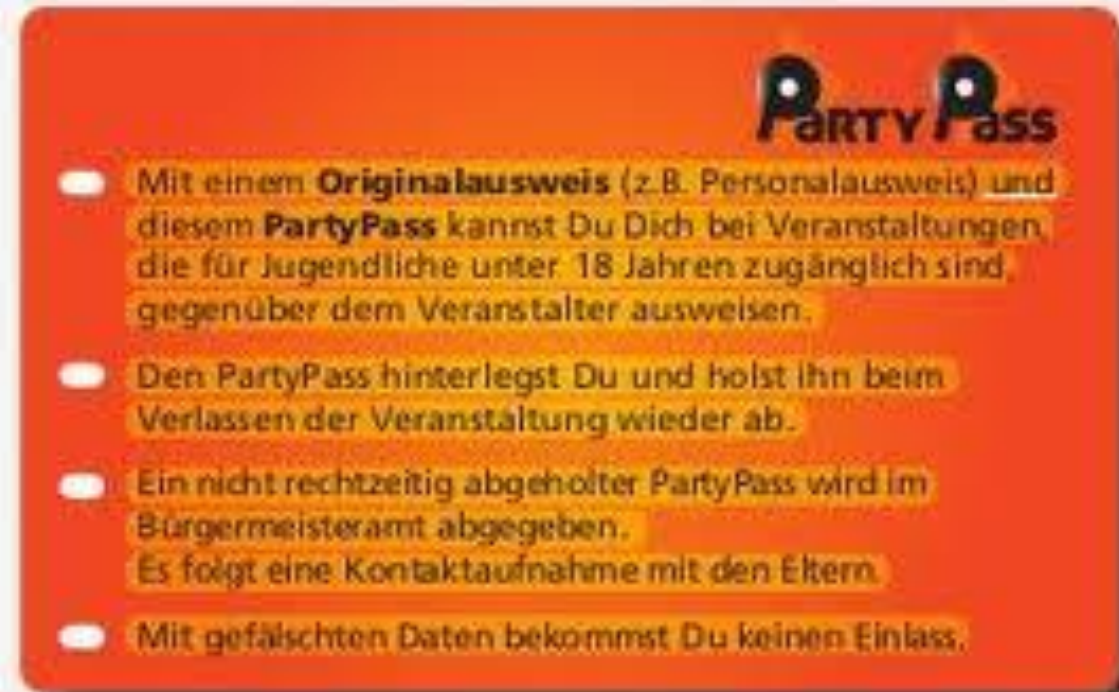 PartyPass
Mit einem Originalausweis (z.B. Personalausweis) und
diesem PartyPass kannst Du Dich bei Veranstaltungen,
die für Jugendliche unter 18 Jahren zugänglich sind,
gegenüber dem Veranstalter ausweisen.
Den PartyPass hinterlegst Du und holst ihn beim
Verlassen der Veranstaltung wieder ab.
Ein nicht rechtzeitig abgeholter PartyPass wird im
Bürgermeisteramt abgegeben.
Es folgt eine Kontaktaufnahme mit den Eltern.
Mit gefälschten Daten bekommst Du keinen Einlass.